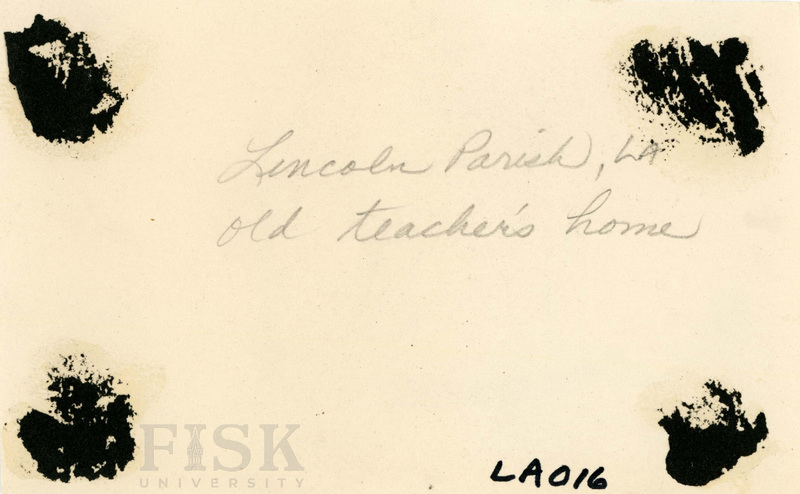 Lincoln Parish, LA
old teacher's home
FISK
UNIVERSITY
LA016